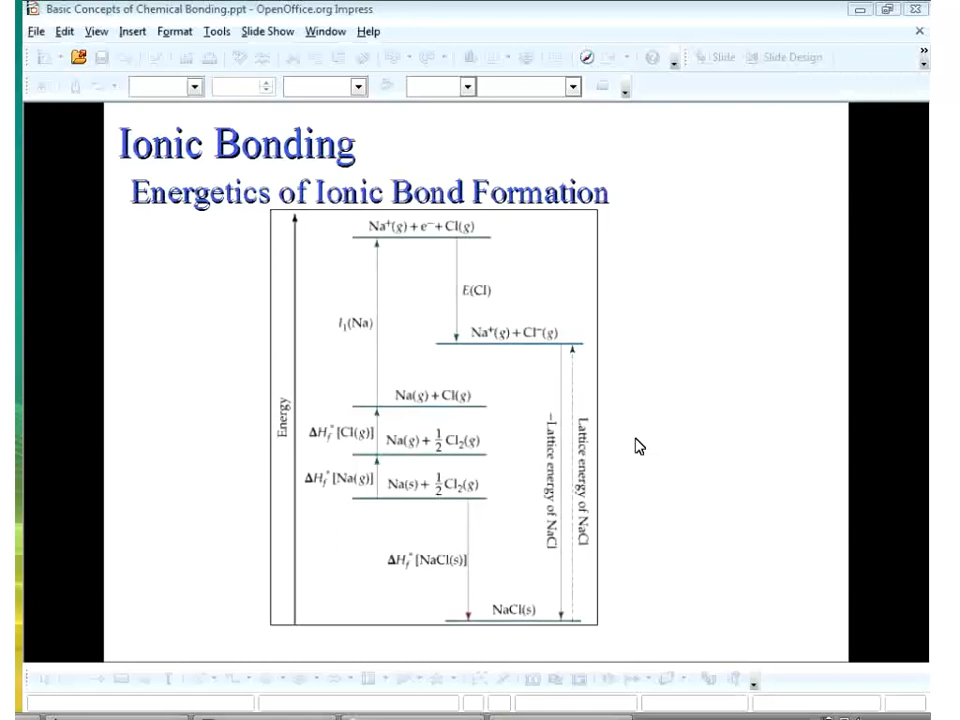 Basic Concepts of Chemical Bonding.ppt - OpenOffice.org Impress
File Edit View Insert Format Tools Slide Show Window Help
Slide Slide Design
Ionic Bonding
Energetics of Ionic Bond Formation
Na⁺(g) + e⁻ + Cl(g)
E(Cl)
I₁(Na)
Na⁺(g) + Cl⁻(g)
Na(g) + Cl(g)
ΔH°f [Cl(g)]
Na(g) + 1/2 Cl₂(g)
ΔH°f [Na(g)]
Na(s) + 1/2 Cl₂(g)
Energy
−Lattice energy of NaCl
Lattice energy of NaCl
ΔH°f [NaCl(s)]
NaCl(s)